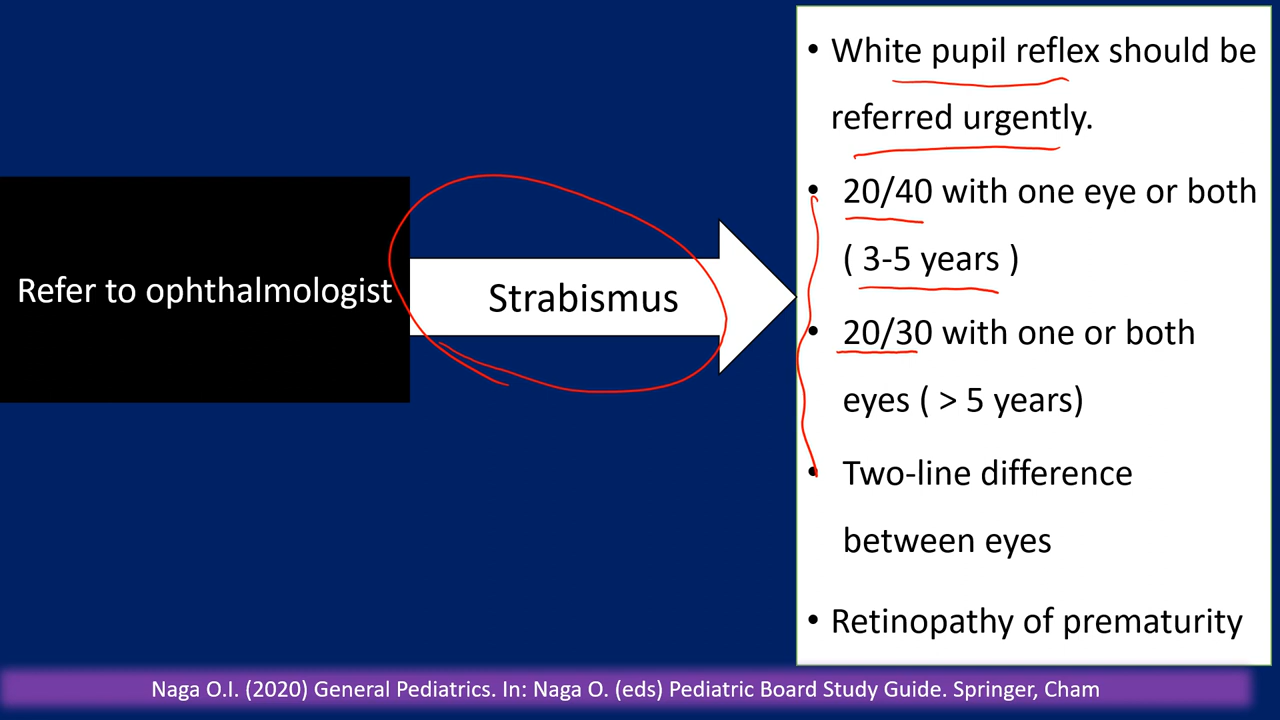 Refer to ophthalmologist
Strabismus
• White pupil reflex should be
referred urgently.
• 20/40 with one eye or both
( 3-5 years )
• 20/30 with one or both
eyes ( > 5 years)
• Two-line difference
between eyes
• Retinopathy of prematurity
Naga O.I. (2020) General Pediatrics. In: Naga O. (eds) Pediatric Board Study Guide. Springer, Cham